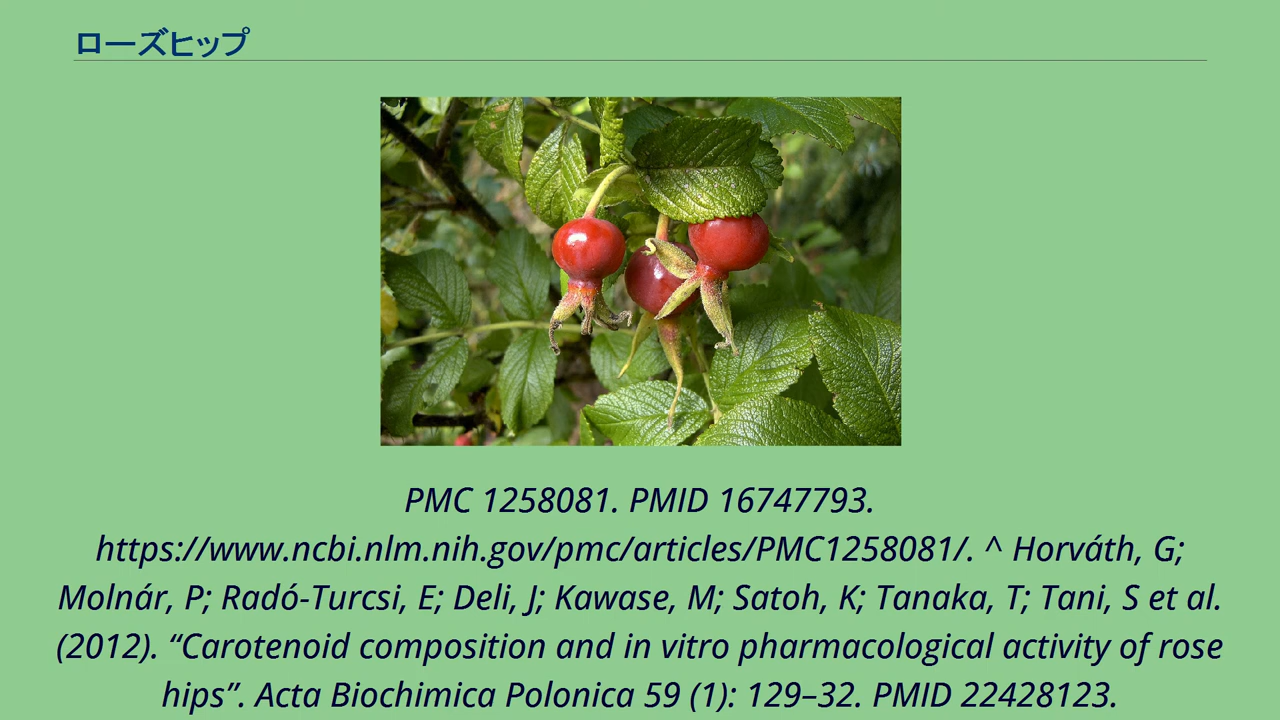 ローズヒップ
PMC 1258081. PMID 16747793.
https://www.ncbi.nlm.nih.gov/pmc/articles/PMC1258081/. ^ Horváth, G;
Molnár, P; Radó-Turcsi, E; Deli, J; Kawase, M; Satoh, K; Tanaka, T; Tani, S et al.
(2012). “Carotenoid composition and in vitro pharmacological activity of rose
hips”. Acta Biochimica Polonica 59 (1): 129–32. PMID 22428123.